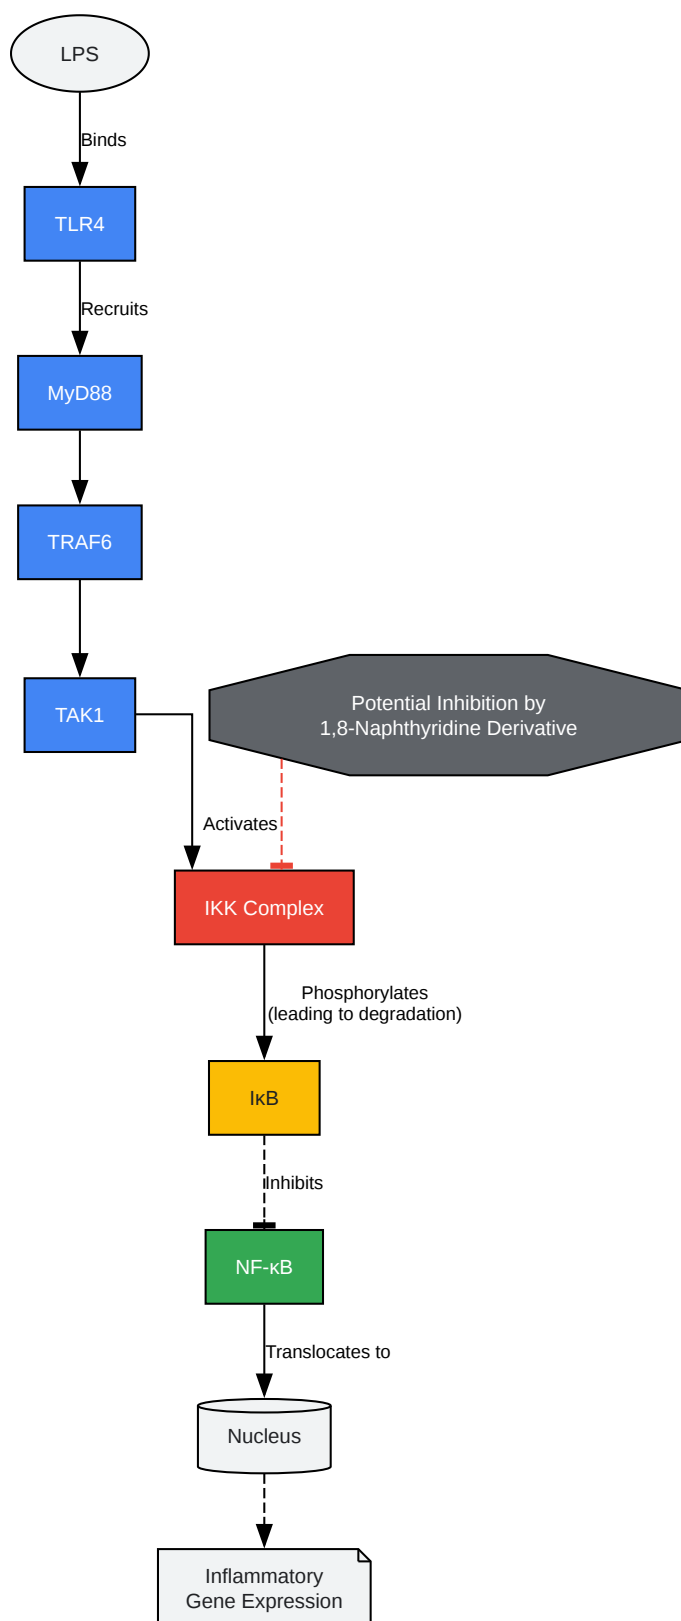 LPS
Binds
TLR4
Recruits
MyD88
TRAF6
TAK1
Potential Inhibition by
1,8-Naphthyridine Derivative
Activates
IKK Complex
Phosphorylates
(leading to degradation)
IκB
Inhibits
NF-κB
Translocates to
Nucleus
Inflammatory
Gene Expression